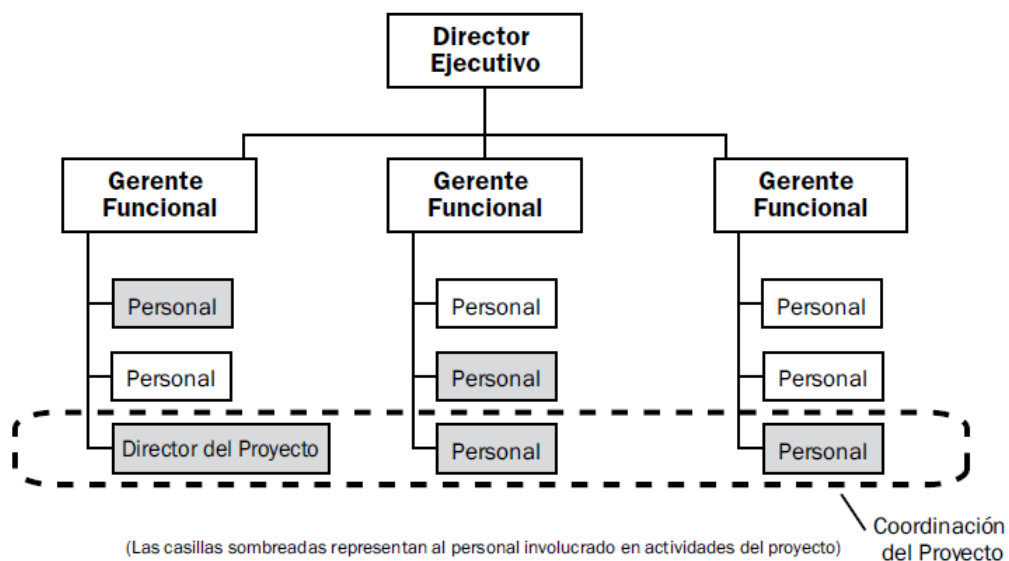 Director
Ejecutivo
Gerente
Funcional
Gerente
Funcional
Gerente
Funcional
Personal
Personal
Personal
Personal
Personal
Personal
Director del Proyecto
Personal
Personal
Coordinación
del Proyecto
(Las casillas sombreadas representan al personal involucrado en actividades del proyecto)